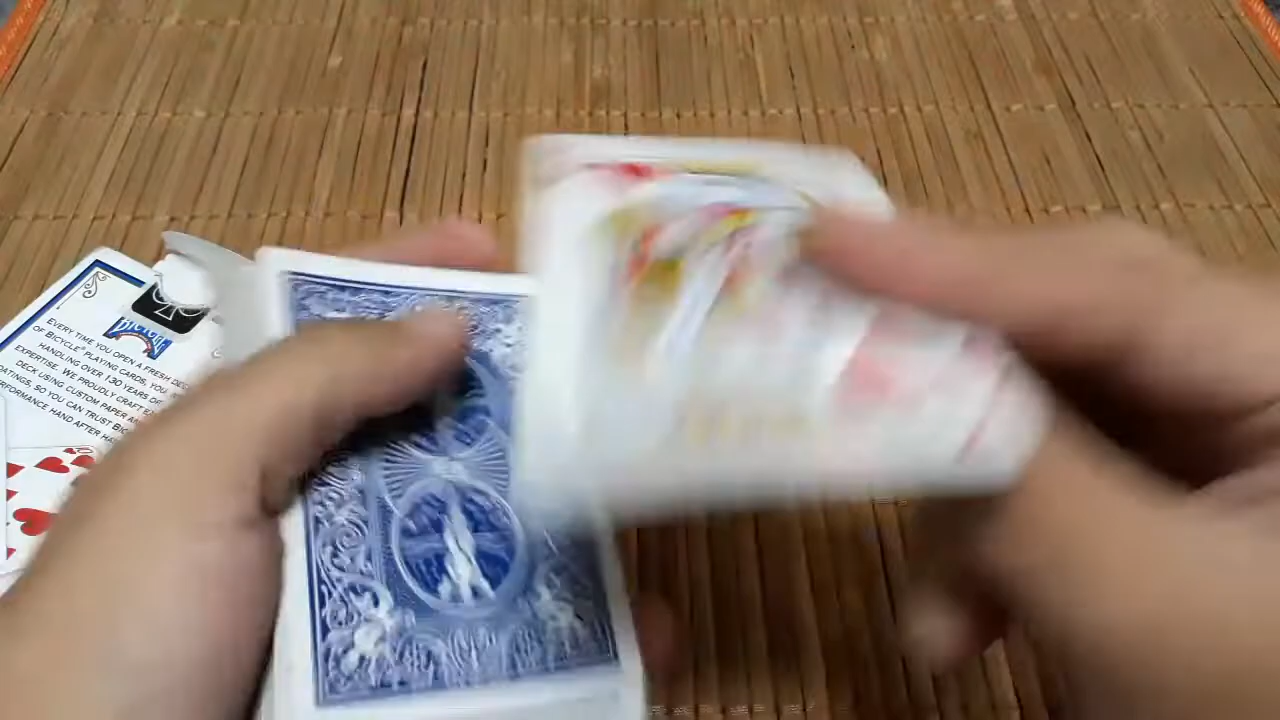 BICYCLE
EVERY TIME YOU OPEN A FRESH DEC
OF BICYCLE® PLAYING CARDS, YOU
HANDLING OVER 130 YEARS OF
EXPERTISE. WE PROUDLY CRAFT E
DECK USING CUSTOM PAPER A
OATINGS, SO YOU CAN TRUST BIC
RFORMANCE HAND AFTER HA